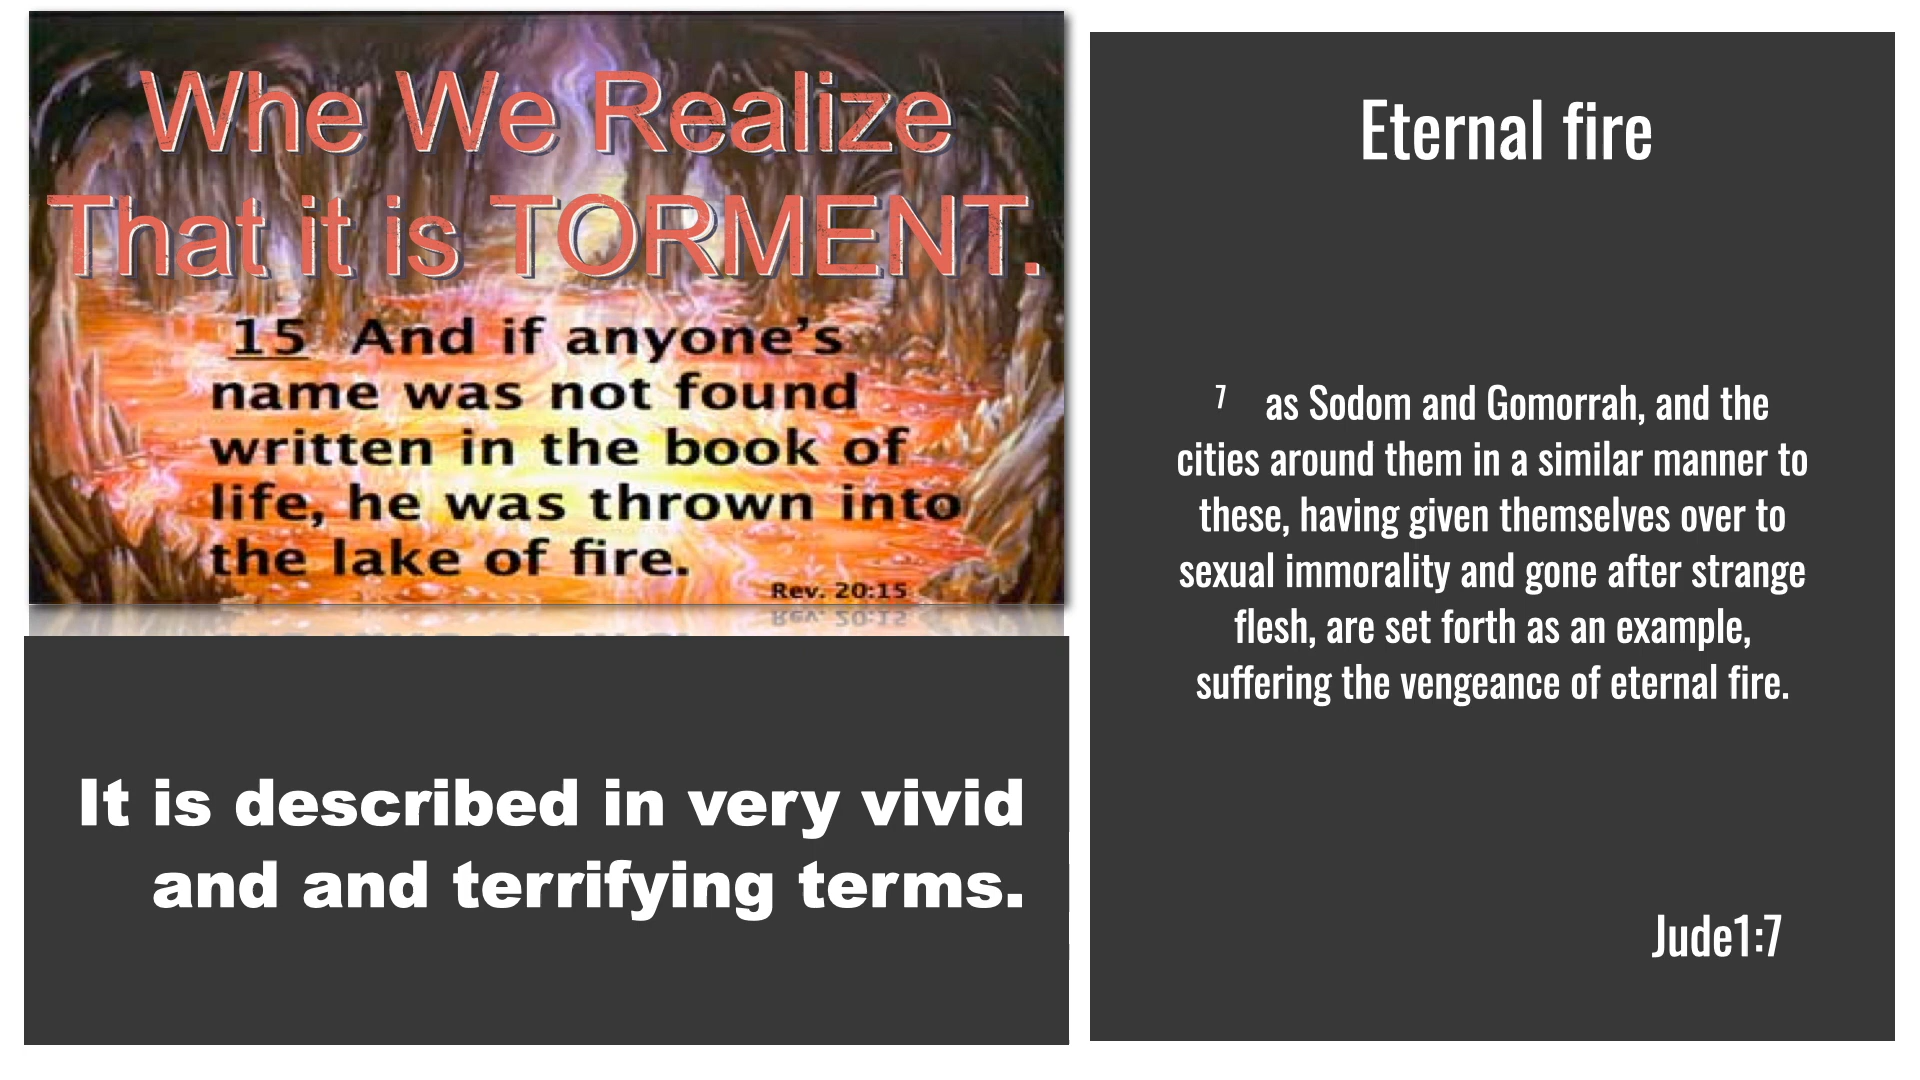 Whe We Realize
That it is TORMENT.
15 And if anyone’s
name was not found
written in the book of
life, he was thrown into
the lake of fire.
Rev. 20:15
Rev. 20:15
It is described in very vivid
and and terrifying terms.
Eternal fire
7 as Sodom and Gomorrah, and the
cities around them in a similar manner to
these, having given themselves over to
sexual immorality and gone after strange
flesh, are set forth as an example,
suffering the vengeance of eternal fire.
Jude1:7